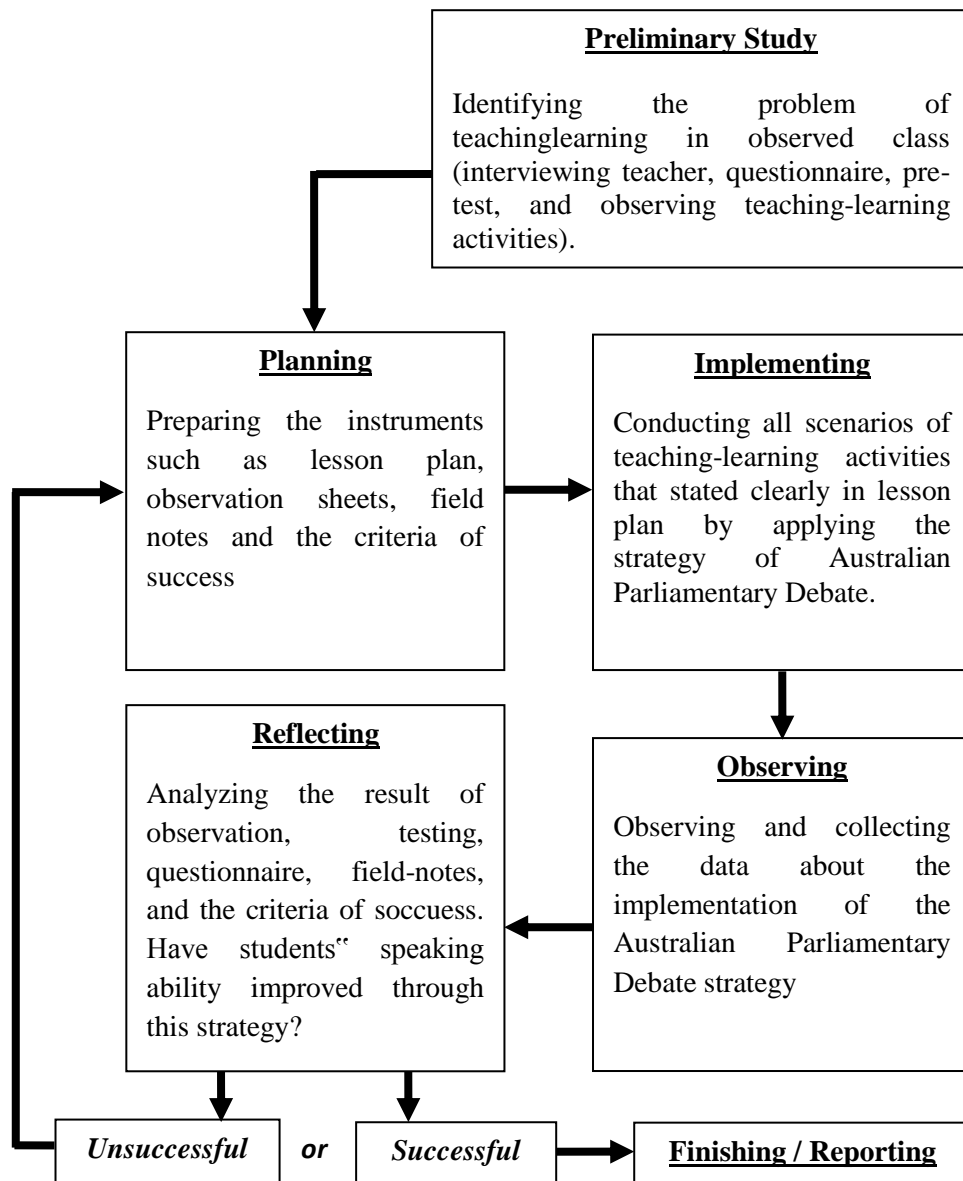 Preliminary Study
Identifying the problem of
teachinglearning in observed class
(interviewing teacher, questionnaire, pre-
test, and observing teaching-learning
activities).
Planning
Preparing the instruments
such as lesson plan,
observation sheets, field
notes and the criteria of
success
Implementing
Conducting all scenarios of
teaching-learning activities
that stated clearly in lesson
plan by applying the
strategy of Australian
Parliamentary Debate.
Observing
Observing and collecting
the data about the
implementation of the
Australian Parliamentary
Debate strategy
Reflecting
Analyzing the result of
observation, testing,
questionnaire, field-notes,
and the criteria of soccuess.
Have students‟ speaking
ability improved through
this strategy?
Unsuccessful or Successful
Finishing / Reporting